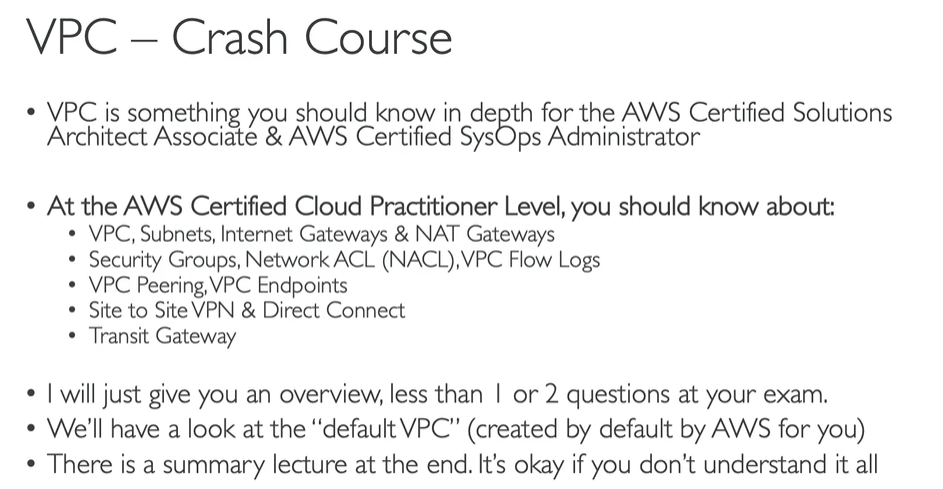 VPC – Crash Course
• VPC is something you should know in depth for the AWS Certified Solutions
Architect Associate & AWS Certified SysOps Administrator
• At the AWS Certified Cloud Practitioner Level, you should know about:
• VPC, Subnets, Internet Gateways & NAT Gateways
• Security Groups, Network ACL (NACL), VPC Flow Logs
• VPC Peering, VPC Endpoints
• Site to Site VPN & Direct Connect
• Transit Gateway
• I will just give you an overview, less than 1 or 2 questions at your exam.
• We’ll have a look at the “default VPC” (created by default by AWS for you)
• There is a summary lecture at the end. It’s okay if you don’t understand it all